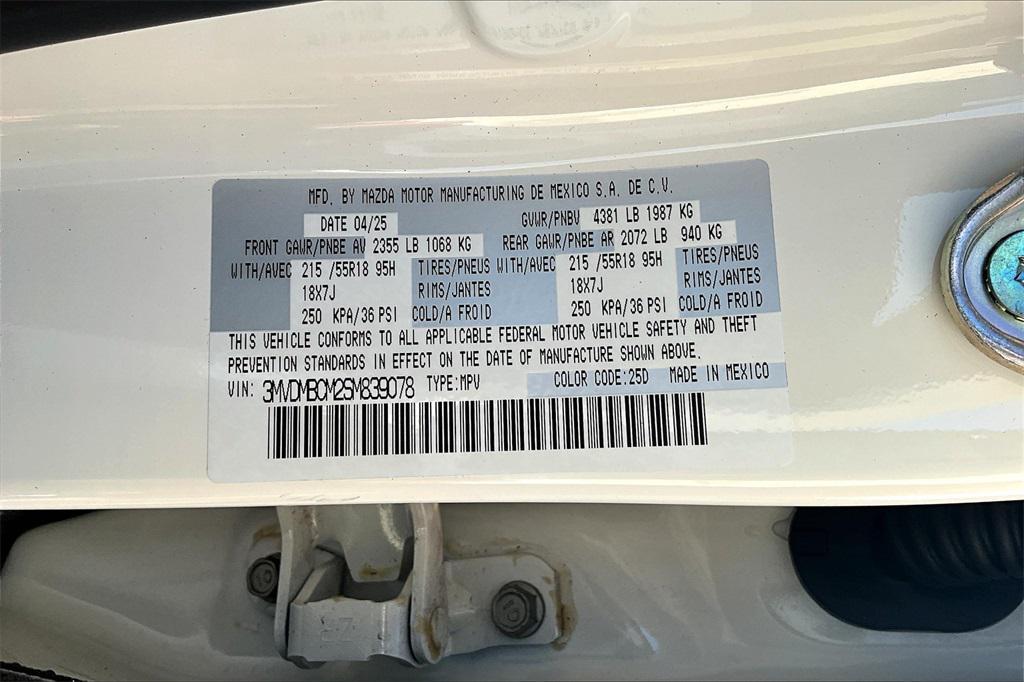 MFD. BY MAZDA MOTOR MANUFACTURING DE MEXICO S.A. DE C.V.
DATE 04/25 GVWR/PNBV 4381 LB 1987 KG
FRONT GAWR/PNBE AV 2355 LB 1068 KG REAR GAWR/PNBE AR 2072 LB 940 KG
WITH/AVEC 215 /55R18 95H TIRES/PNEUS WITH/AVEC 215 /55R18 95H TIRES/PNEUS
18X7J RIMS/JANTES 18X7J RIMS/JANTES
250 KPA/36 PSI COLD/A FROID 250 KPA/36 PSI COLD/A FROID
THIS VEHICLE CONFORMS TO ALL APPLICABLE FEDERAL MOTOR VEHICLE SAFETY AND THEFT
PREVENTION STANDARDS IN EFFECT ON THE DATE OF MANUFACTURE SHOWN ABOVE.
VIN: 3MVDMBCM2SM839078 TYPE:MPV COLOR CODE:25D MADE IN MEXICO